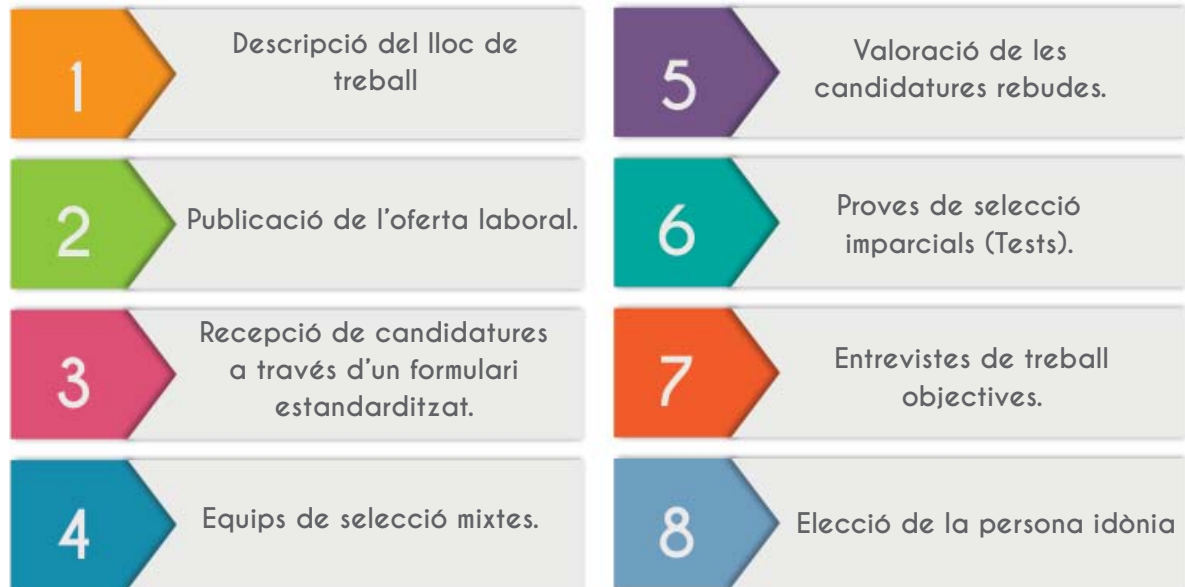 1
Descripció del lloc de
treball
2
Publicació de l'oferta laboral.
3
Recepció de candidatures
a través d'un formulari
estandarditzat.
4
Equips de selecció mixtes.
5
Valoració de les
candidatures rebudes.
6
Proves de selecció
imparcials (Tests).
7
Entrevistes de treball
objectives.
8
Elecció de la persona idònia